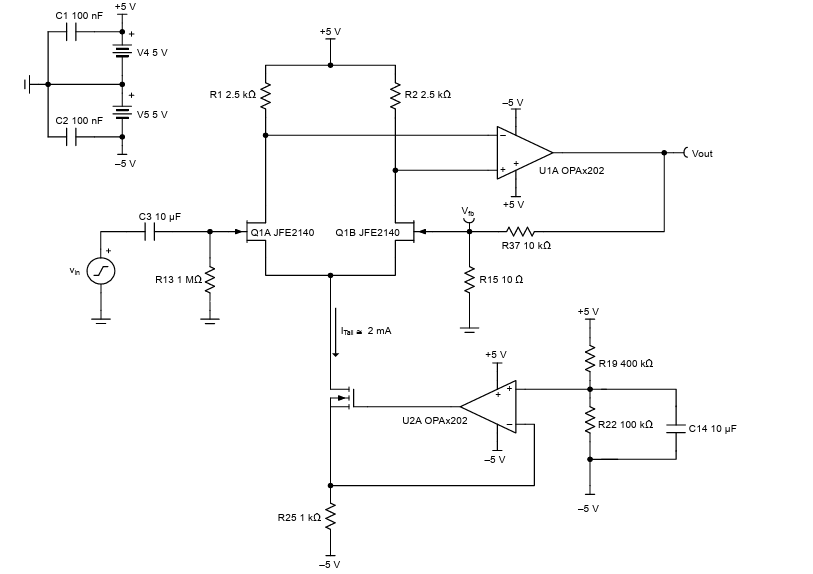 +5 V
C1 100 nF
+
V4 5 V
+
V5 5 V
C2 100 nF
–5 V
+5 V
R1 2.5 kΩ
R2 2.5 kΩ
–5 V
–
+
+
U1A OPAx202
+5 V
Vout
C3 10 µF
Q1A JFE2140
Q1B JFE2140
Vfb
R37 10 kΩ
+
vin
R13 1 MΩ
R15 10 Ω
ITail ≅ 2 mA
+5 V
R19 400 kΩ
+5 V
+
+
–
U2A OPAx202
–5 V
R22 100 kΩ
C14 10 µF
–5 V
R25 1 kΩ
–5 V